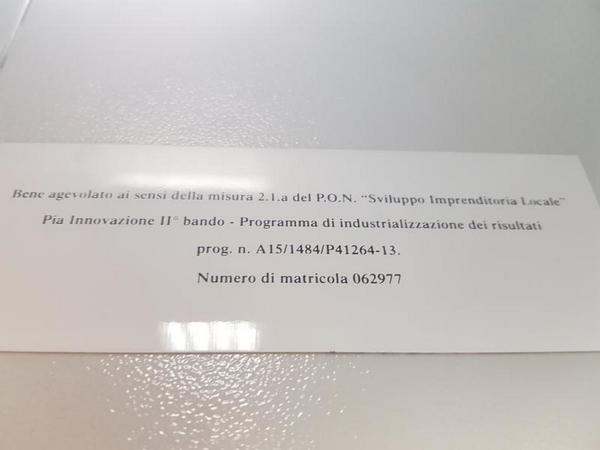 Bene agevolato ai sensi della misura 2.1.a del P.O.N. "Sviluppo Imprenditoria Locale"
Pia Innovazione II° bando - Programma di industrializzazione dei risultati
prog. n. A15/1484/P41264-13.
Numero di matricola 062977